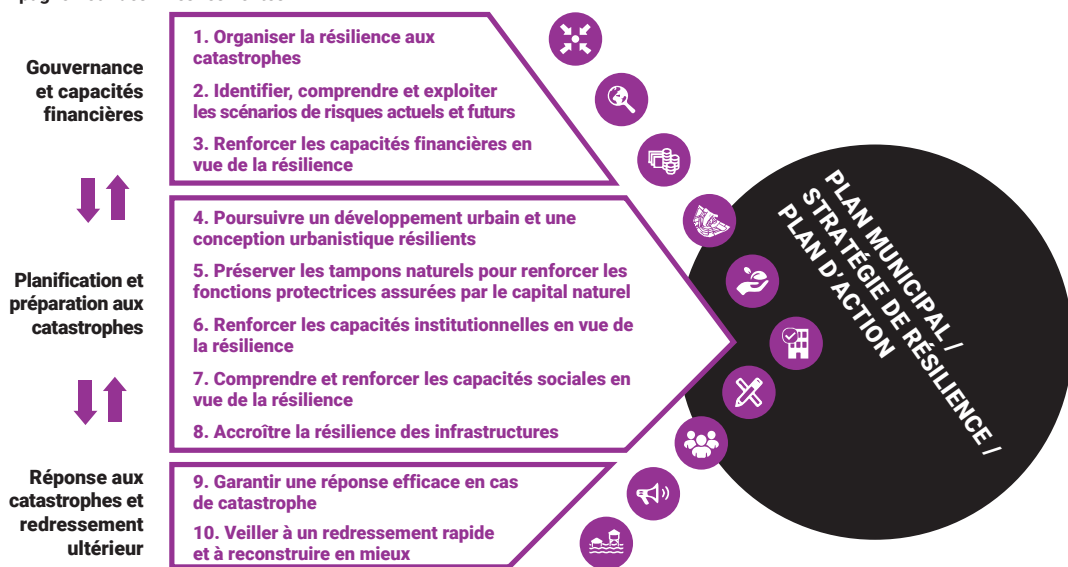 Gouvernance
et capacités
financières
1. Organiser la résilience aux
catastrophes
2. Identifier, comprendre et exploiter
les scénarios de risques actuels et futurs
3. Renforcer les capacités financières en
vue de la résilience
Planification et
préparation aux
catastrophes
4. Poursuivre un développement urbain et une
conception urbanistique résilients
5. Préserver les tampons naturels pour renforcer les
fonctions protectrices assurées par le capital naturel
6. Renforcer les capacités institutionnelles en vue de
la résilience
7. Comprendre et renforcer les capacités sociales en
vue de la résilience
8. Accroître la résilience des infrastructures
Réponse aux
catastrophes et
redressement
ultérieur
9. Garantir une réponse efficace en cas
de catastrophe
10. Veiller à un redressement rapide
et à reconstruire en mieux
PLAN MUNICIPAL /
STRATÉGIE DE RÉSILIENCE /
PLAN D'ACTION